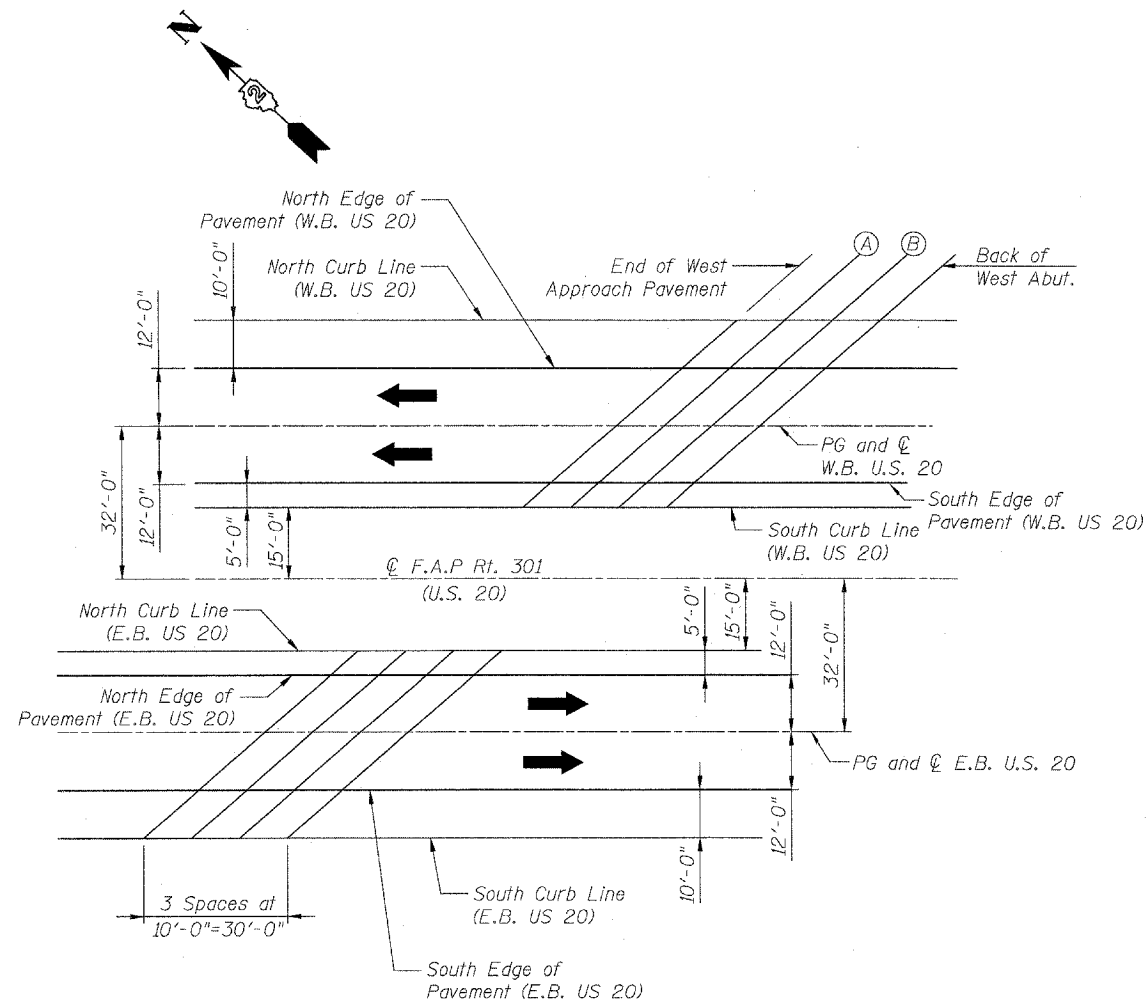 N
2
North Edge of
Pavement (W.B. US 20)
North Curb Line
(W.B. US 20)
End of West
Approach Pavement
A
B
Back of
West Abut.
10'-0"
12'-0"
32'-0"
12'-0"
5'-0"
15'-0"
PG and ℄
W.B. U.S. 20
South Edge of
Pavement (W.B. US 20)
South Curb Line
(W.B. US 20)
℄ F.A.P Rt. 301
(U.S. 20)
North Curb Line
(E.B. US 20)
5'-0"
15'-0"
12'-0"
32'-0"
North Edge of
Pavement (E.B. US 20)
PG and ℄ E.B. U.S. 20
12'-0"
10'-0"
3 Spaces at
10'-0"=30'-0"
South Curb Line
(E.B. US 20)
South Edge of
Pavement (E.B. US 20)